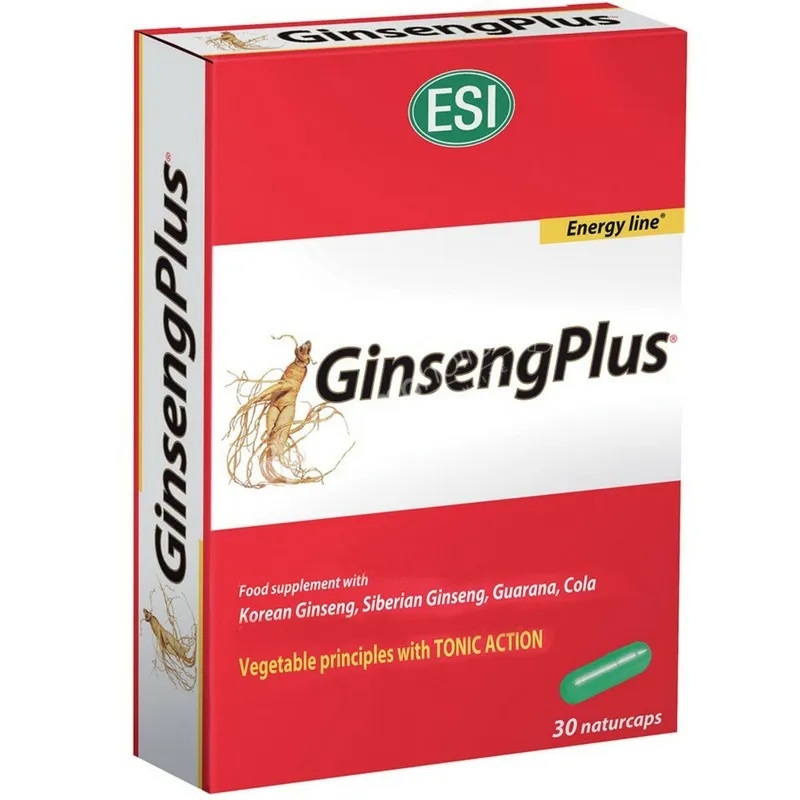 GinsengPlus®
ESI
Energy line®
GinsengPlus®
GinsengPlus®
Food supplement with
Korean Ginseng, Siberian Ginseng, Guarana, Cola
Vegetable principles with TONIC ACTION
30 naturcaps